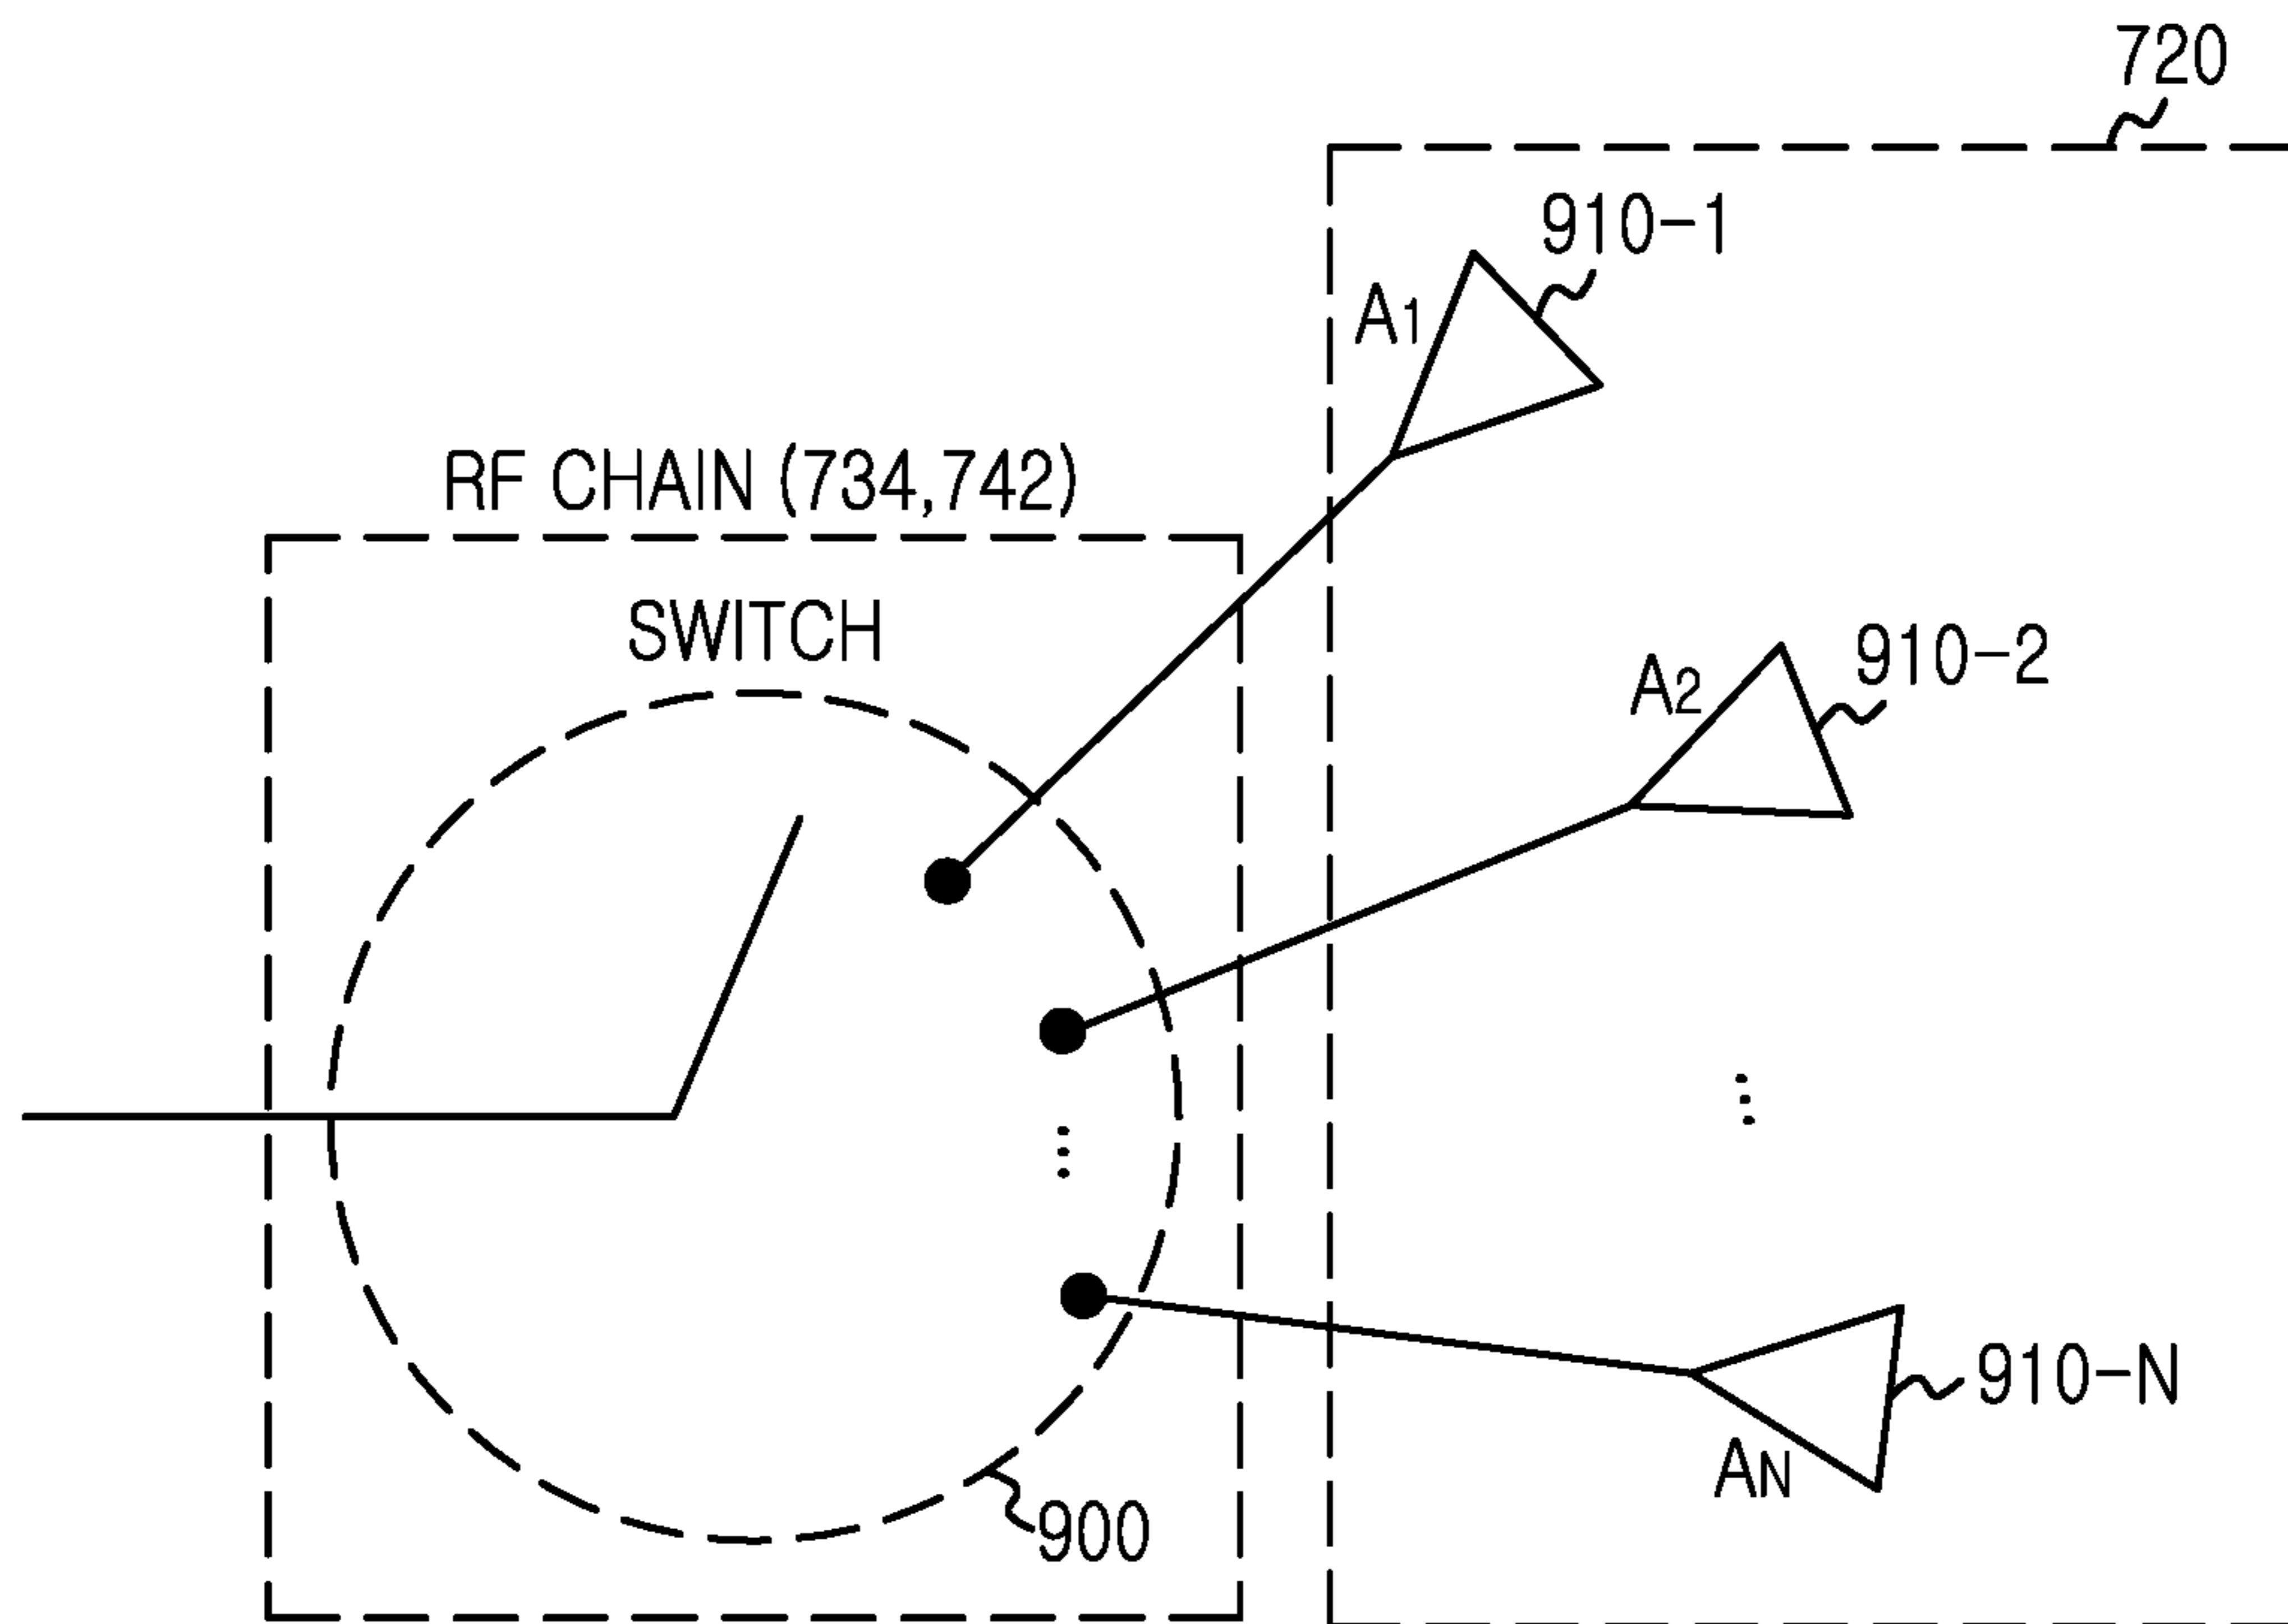 720
910-1
A1
RF CHAIN (734,742)
SWITCH
910-2
A2
910-N
AN
900